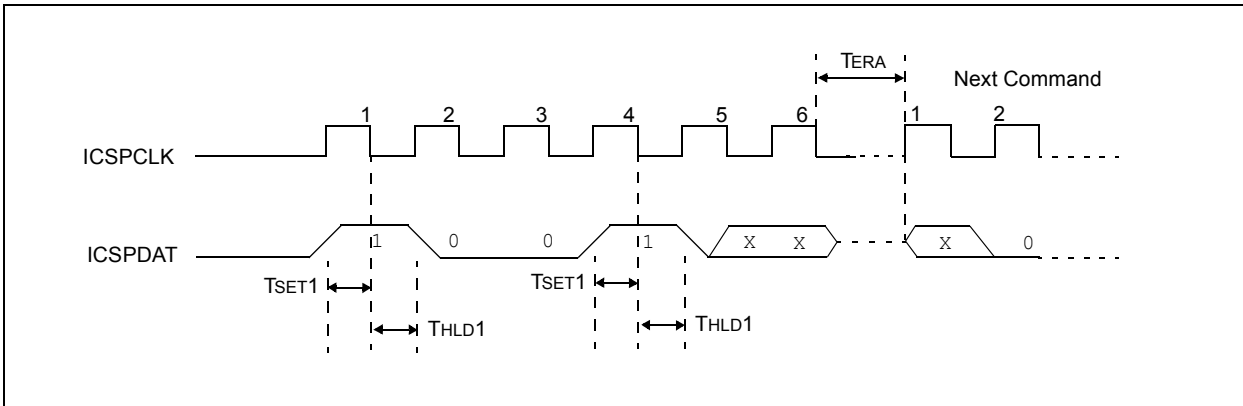 TERA
Next Command
1 2 3 4 5 6 1 2
ICSPCLK
1 0 0 1 X X X 0
ICSPDAT
TSET1 TSET1
THLD1 THLD1